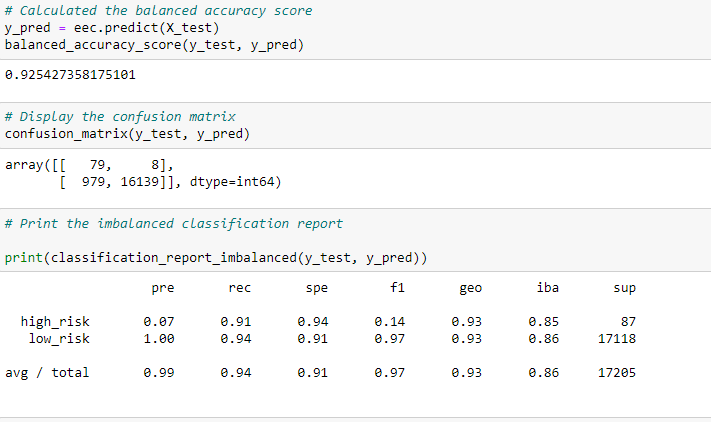 # Calculated the balanced accuracy score
y_pred = eec.predict(X_test)
balanced_accuracy_score(y_test, y_pred)
0.925427358175101
# Display the confusion matrix
confusion_matrix(y_test, y_pred)
array([[   79,     8],
       [  979, 16139]], dtype=int64)
# Print the imbalanced classification report
print(classification_report_imbalanced(y_test, y_pred))
                   pre       rec       spe        f1       geo       iba       sup
  high_risk       0.07      0.91      0.94      0.14      0.93      0.85        87
   low_risk       1.00      0.94      0.91      0.97      0.93      0.86     17118
avg / total       0.99      0.94      0.91      0.97      0.93      0.86     17205